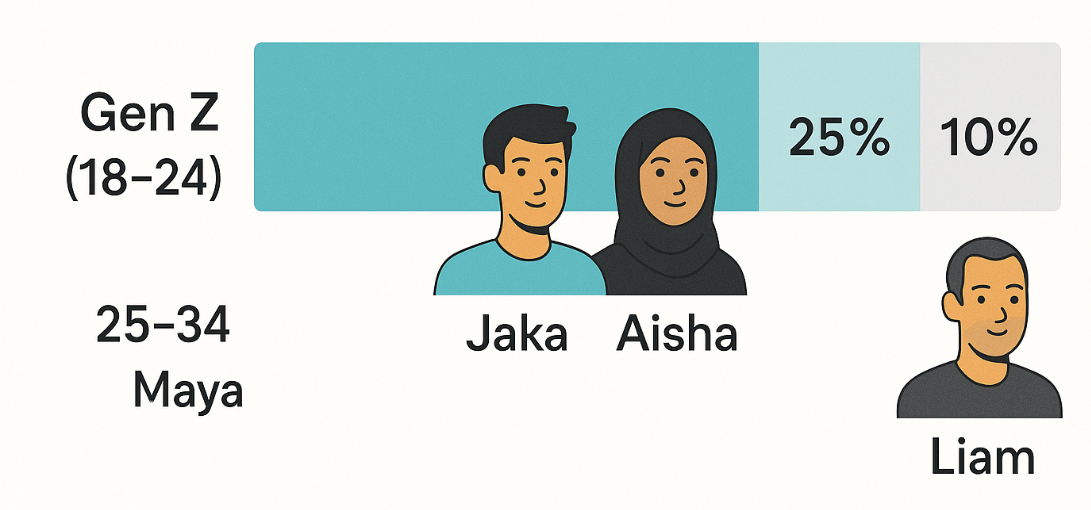 Gen Z
(18–24)
25%
10%
25–34
Maya
Jaka
Aisha
Liam